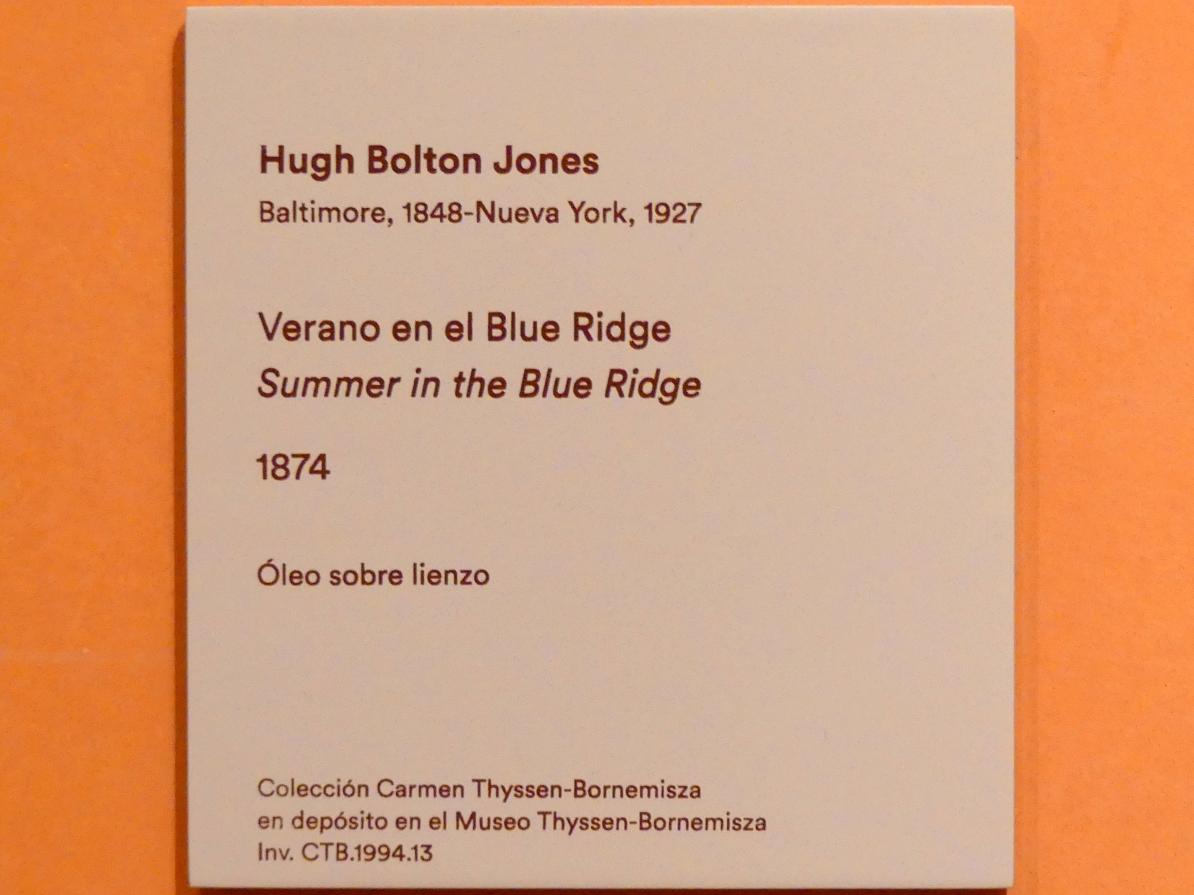 Hugh Bolton Jones
Baltimore, 1848-Nueva York, 1927
Verano en el Blue Ridge
Summer in the Blue Ridge
1874
Óleo sobre lienzo
Colección Carmen Thyssen-Bornemisza
en depósito en el Museo Thyssen-Bornemisza
Inv. CTB.1994.13